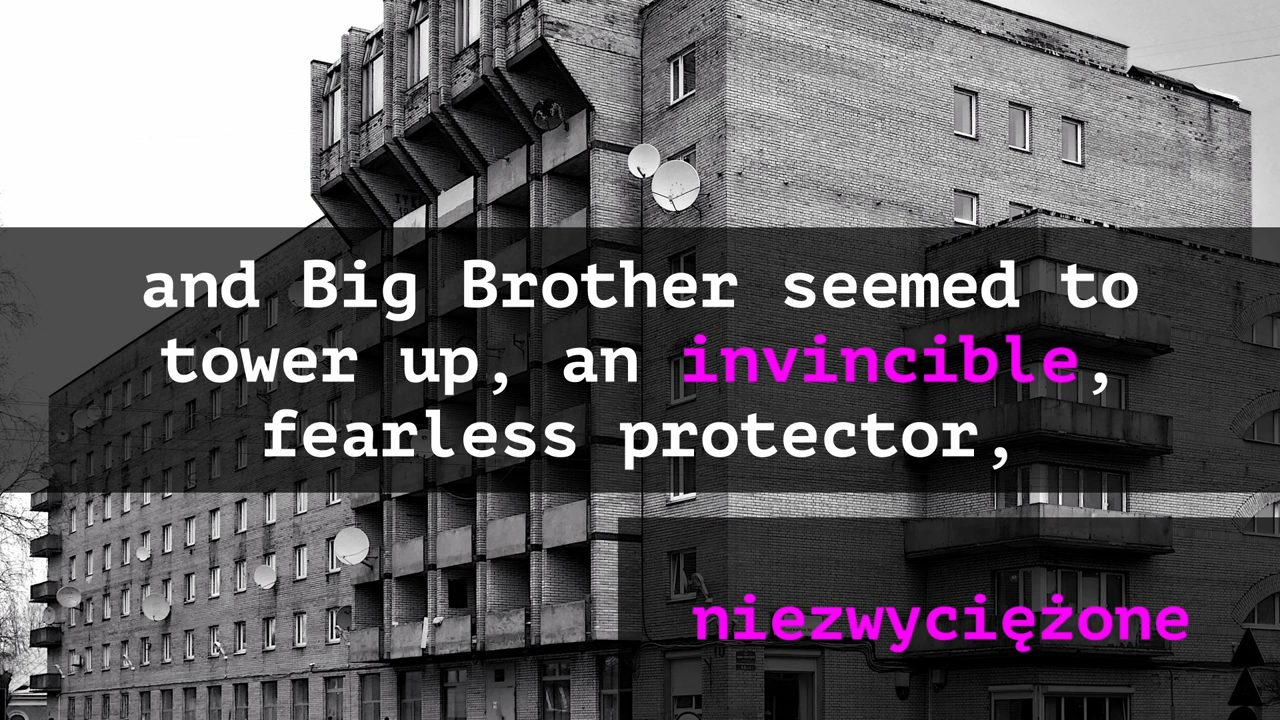 and Big Brother seemed to
tower up, an invincible,
fearless protector,
niezwyciężone